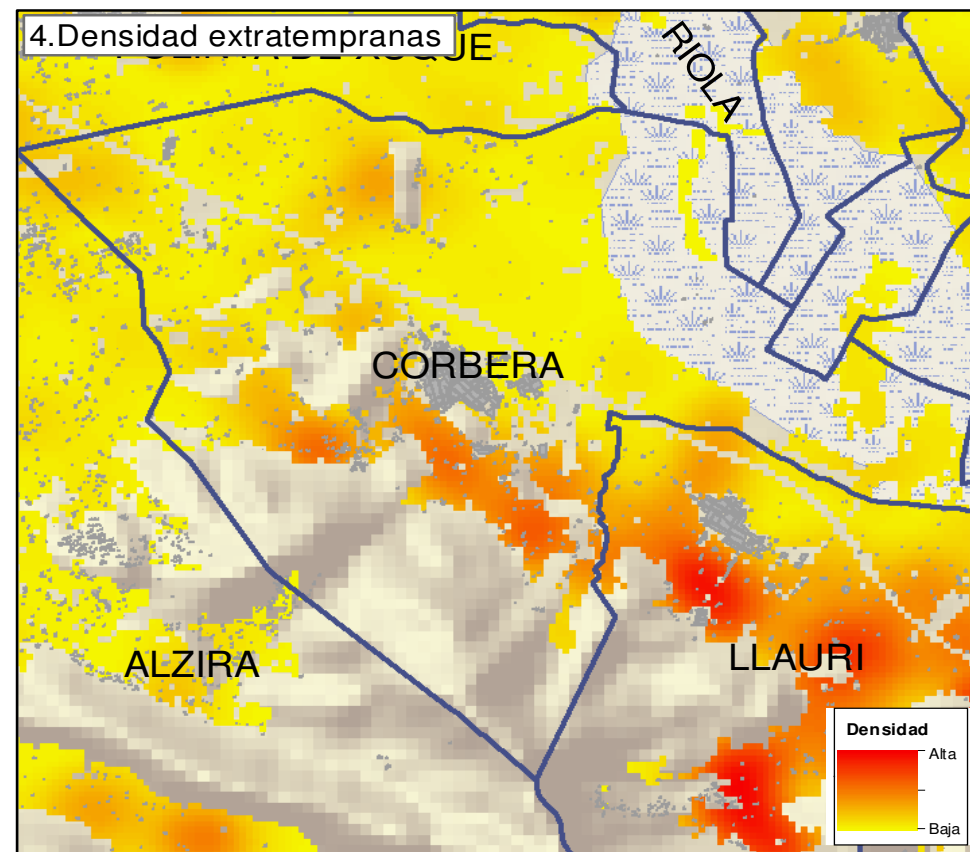 4.Densidad extratempranas
RIOLA
CORBERA
ALZIRA
LLAURI
Densidad
Alta
Baja